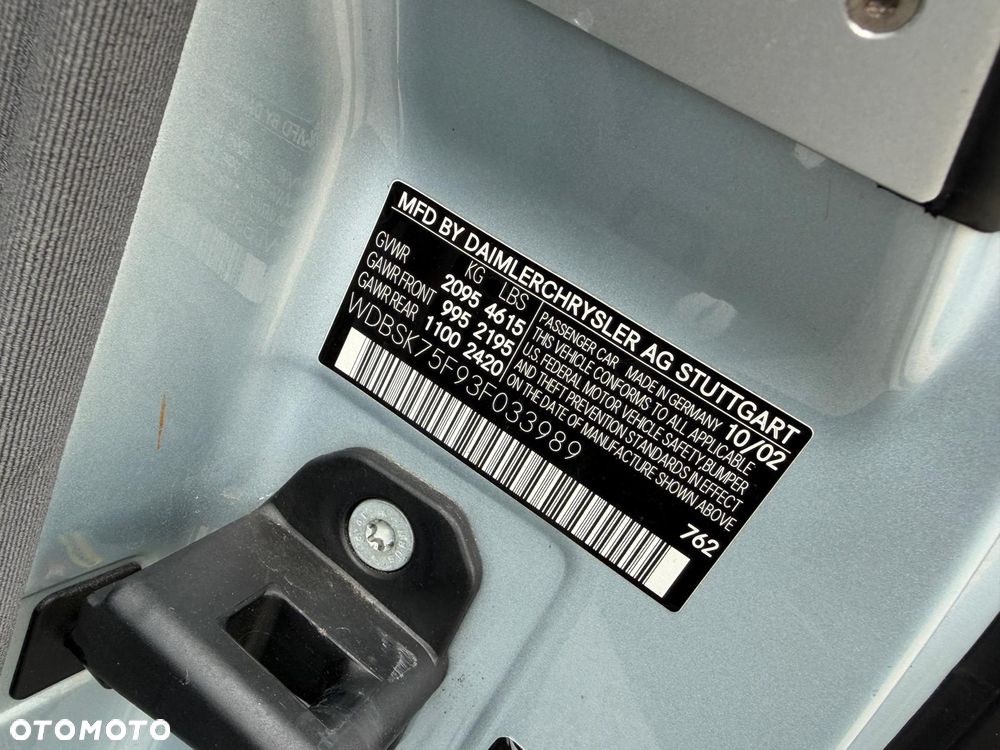 MFD BY DAIMLERCHRYSLER AG STUTTGART
KG LBS
GVWR 2095 4615
GAWR FRONT 995 2195
GAWR REAR 1100 2420
PASSENGER CAR MADE IN GERMANY 10/02
THIS VEHICLE CONFORMS TO ALL APPLICABLE
U.S. FEDERAL MOTOR VEHICLE SAFETY,BUMPER
AND THEFT PREVENTION STANDARDS IN EFFECT
ON THE DATE OF MANUFACTURE SHOWN ABOVE
WDBSK75F93F033989
762
OTOMOTO